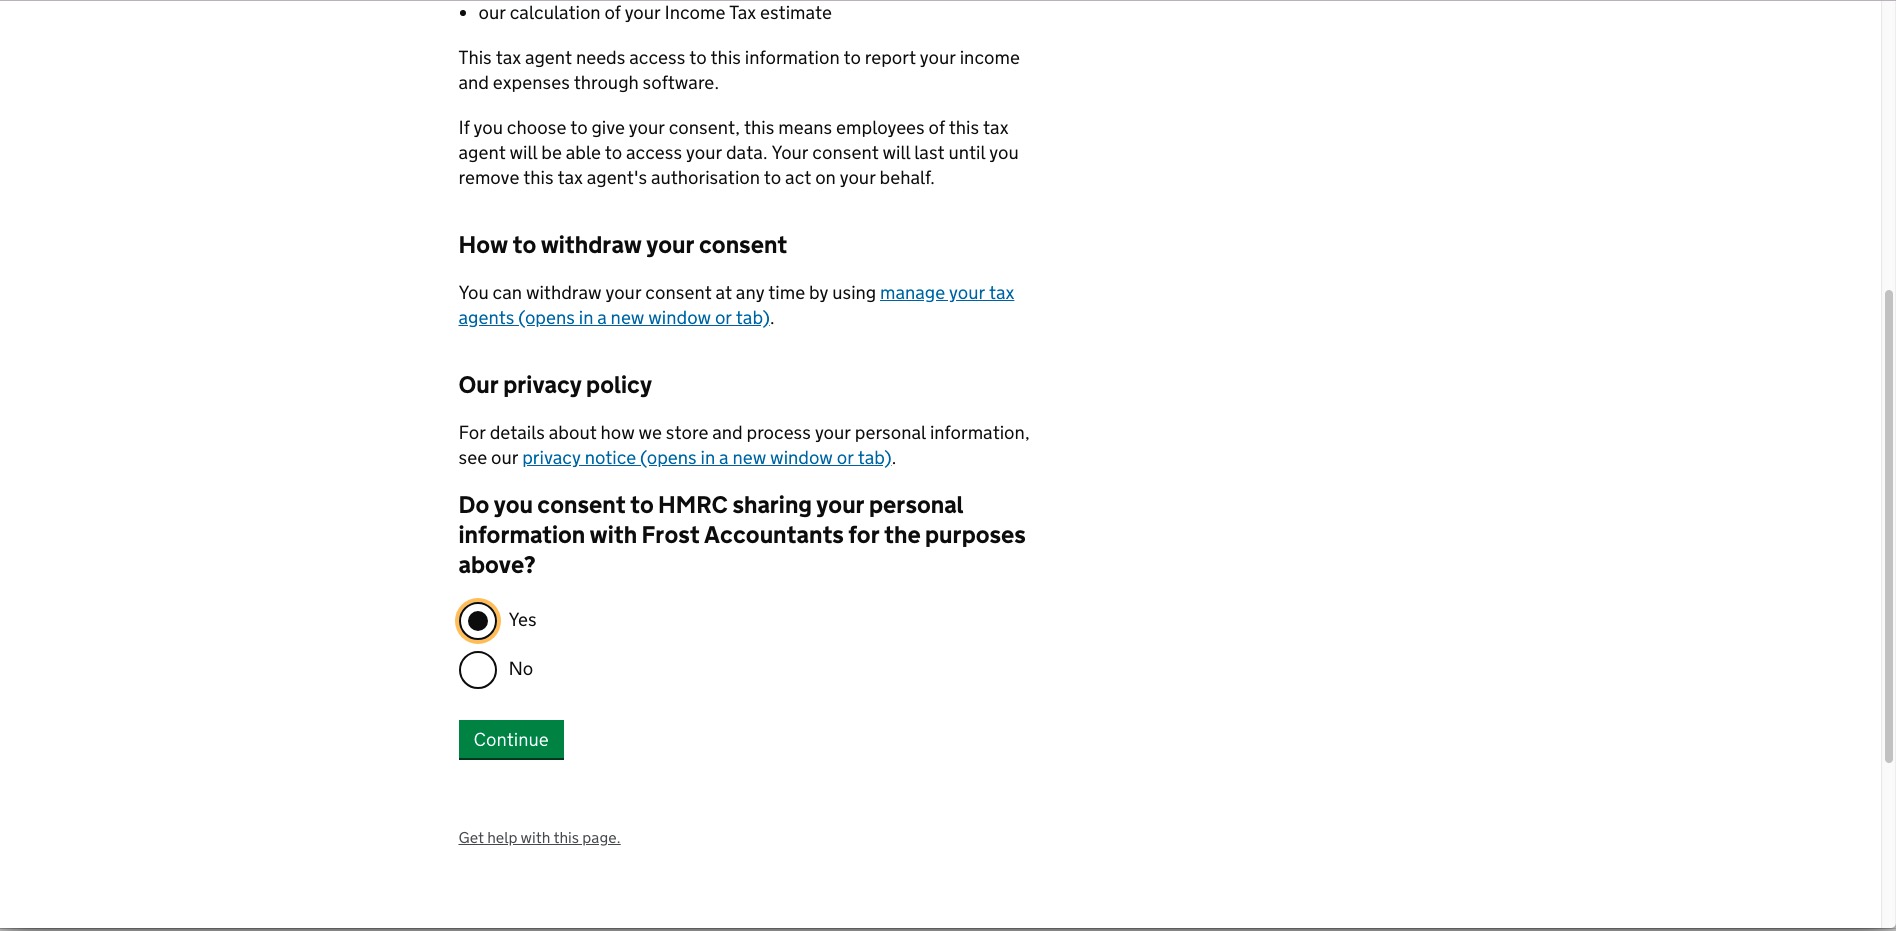 our calculation of your Income Tax estimate
This tax agent needs access to this information to report your income
and expenses through software.
If you choose to give your consent, this means employees of this tax
agent will be able to access your data. Your consent will last until you
remove this tax agent's authorisation to act on your behalf.
How to withdraw your consent
You can withdraw your consent at any time by using manage your tax
agents (opens in a new window or tab).
Our privacy policy
For details about how we store and process your personal information,
see our privacy notice (opens in a new window or tab).
Do you consent to HMRC sharing your personal
information with Frost Accountants for the purposes
above?
Yes
No
Continue
Get help with this page.